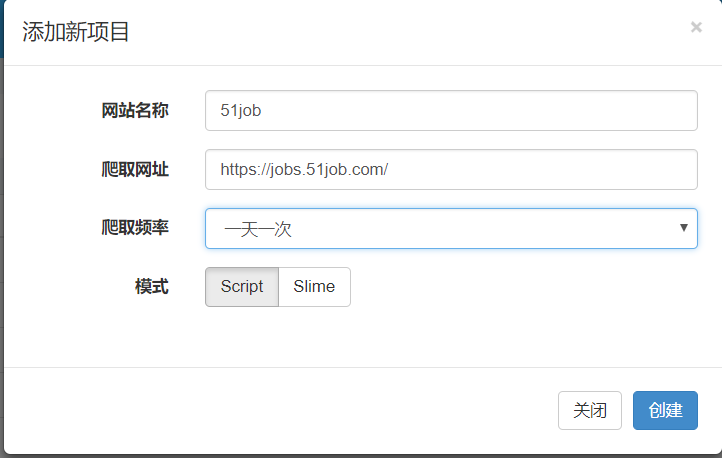 添加新项目 ×
网站名称 51job
爬取网址 https://jobs.51job.com/
爬取频率 一天一次 ▼
模式 Script Slime
关闭 创建